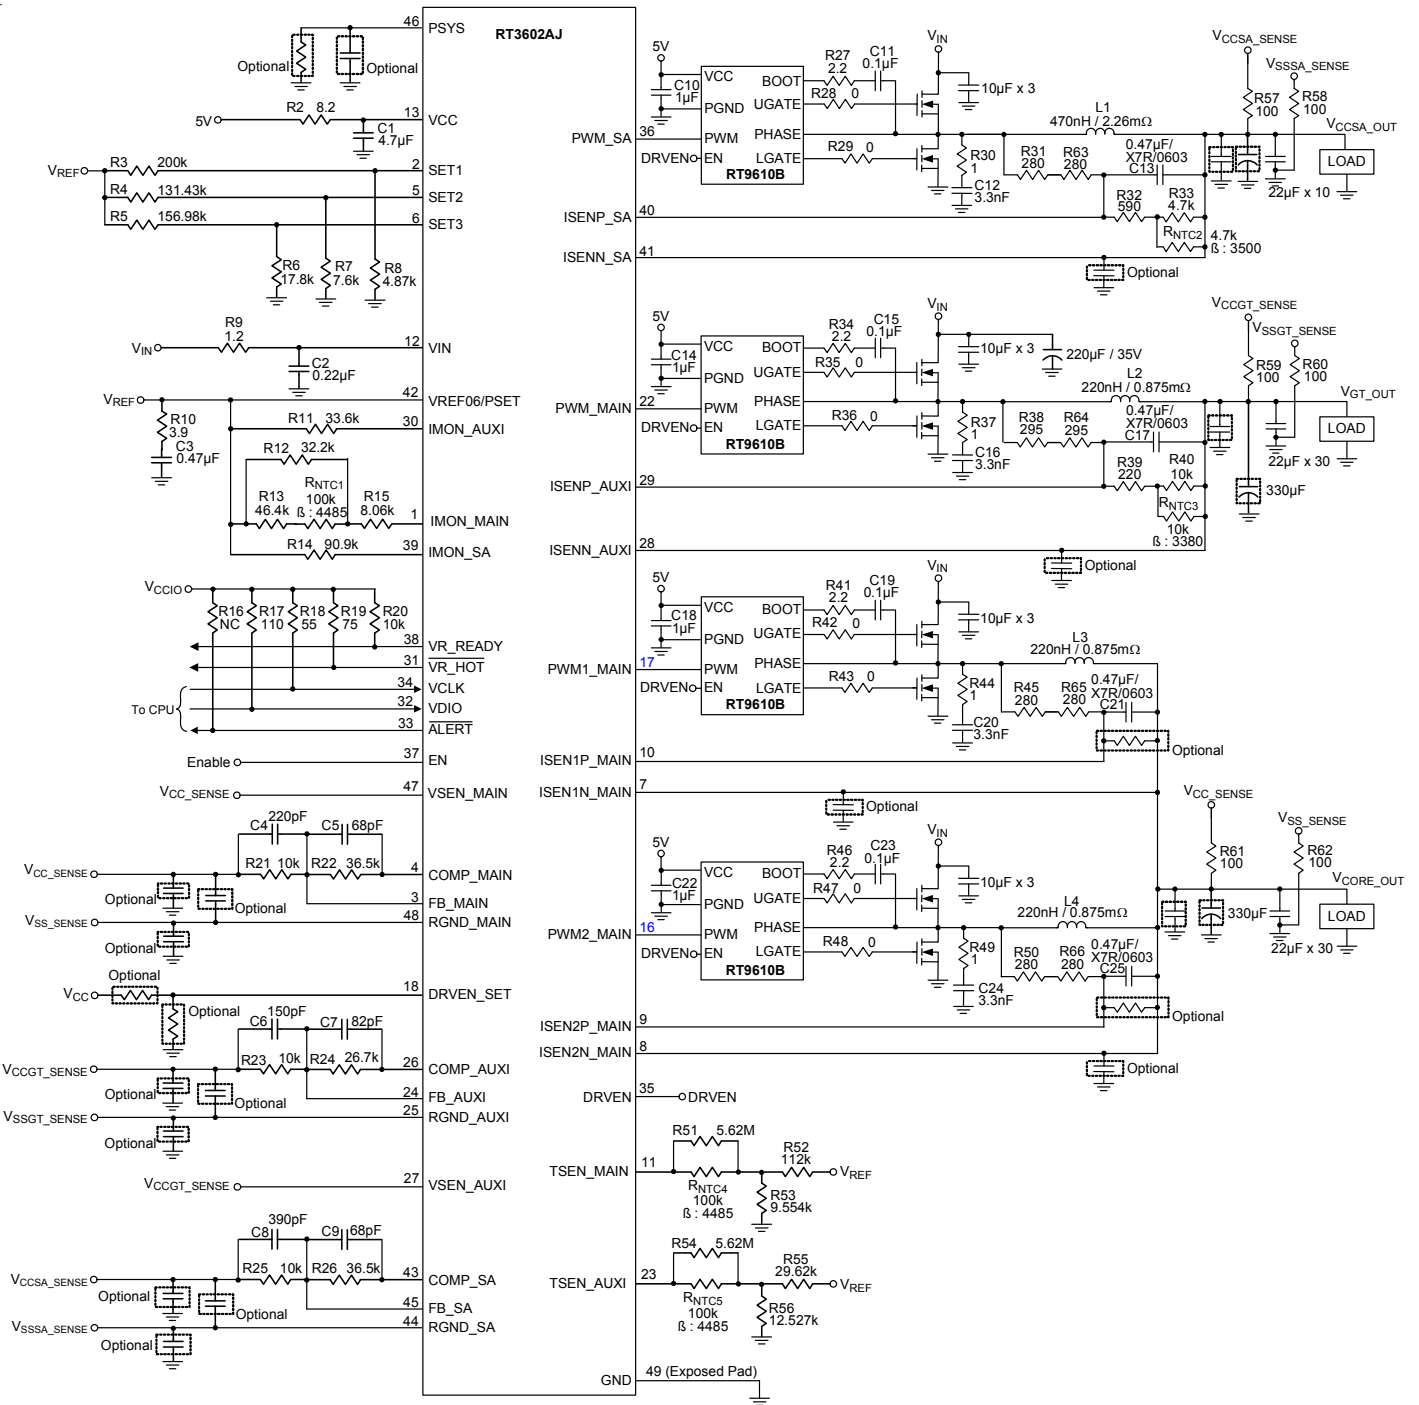 RT3602AJ
46 PSYS
Optional
Optional
5V
R2 8.2
13 VCC
C1
4.7µF
VREF
R3 200k
2 SET1
R4 131.43k
5 SET2
R5 156.98k
6 SET3
R6
17.8k
R7
7.6k
R8
4.87k
R9
1.2
VIN
12 VIN
C2
0.22µF
VREF
42 VREF06/PSET
R10
3.9
C3
0.47µF
R11 33.6k
30 IMON_AUXI
R12 32.2k
R13
46.4k
RNTC1
100k
ß : 4485
R15
8.06k
1 IMON_MAIN
R14 90.9k
39 IMON_SA
VCCIO
R16
NC
R17
110
R18
55
R19
75
R20
10k
38 VR_READY
31 VR_HOT
34 VCLK
To CPU
32 VDIO
33 ALERT
Enable
37 EN
VCC_SENSE
47 VSEN_MAIN
220pF
C4
C5 68pF
VCC_SENSE
R21 10k
R22 36.5k
4 COMP_MAIN
Optional
Optional
3 FB_MAIN
VSS_SENSE
48 RGND_MAIN
Optional
Optional
VCC
18 DRVEN_SET
Optional
150pF
C6
C7 82pF
VCCGT_SENSE
R23 10k
R24 26.7k
26 COMP_AUXI
Optional
Optional
24 FB_AUXI
VSSGT_SENSE
25 RGND_AUXI
Optional
VCCGT_SENSE
27 VSEN_AUXI
390pF
C8
C9 68pF
VCCSA_SENSE
R25 10k
R26 36.5k
43 COMP_SA
Optional
Optional
45 FB_SA
VSSSA_SENSE
44 RGND_SA
Optional
5V
C10
1µF
VCC
PGND
PWM
EN
BOOT
UGATE
PHASE
LGATE
RT9610B
PWM_SA 36
DRVEN
R27
2.2
C11
0.1µF
R28 0
R29 0
VIN
10µF x 3
R30
1
C12
3.3nF
L1
470nH / 2.26mΩ
R31
280
R63
280
0.47µF/
X7R/0603
C13
R32
590
R33
4.7k
RNTC2
4.7k
ß : 3500
VCCSA_SENSE
VSSSA_SENSE
R57
100
R58
100
VCCSA_OUT
LOAD
22µF x 10
ISENP_SA 40
ISENN_SA 41
Optional
5V
C14
1µF
VCC
PGND
PWM
EN
BOOT
UGATE
PHASE
LGATE
RT9610B
PWM_MAIN 22
DRVEN
R34
2.2
C15
0.1µF
R35 0
R36 0
VIN
10µF x 3
220µF / 35V
R37
1
C16
3.3nF
L2
220nH / 0.875mΩ
R38
295
R64
295
0.47µF/
X7R/0603
C17
R39
220
R40
10k
RNTC3
10k
ß : 3380
VCCGT_SENSE
VSSGT_SENSE
R59
100
R60
100
VGT_OUT
LOAD
22µF x 30
330µF
ISENP_AUXI 29
ISENN_AUXI 28
Optional
5V
C18
1µF
VCC
PGND
PWM
EN
BOOT
UGATE
PHASE
LGATE
RT9610B
PWM1_MAIN 17
DRVEN
R41
2.2
C19
0.1µF
R42 0
R43 0
VIN
10µF x 3
R44
1
C20
3.3nF
L3
220nH / 0.875mΩ
R45
280
R65
280
0.47µF/
X7R/0603
C21
Optional
ISEN1P_MAIN 10
ISEN1N_MAIN 7
Optional
5V
C22
1µF
VCC
PGND
PWM
EN
BOOT
UGATE
PHASE
LGATE
RT9610B
PWM2_MAIN 16
DRVEN
R46
2.2
C23
0.1µF
R47 0
R48 0
VIN
10µF x 3
R49
1
C24
3.3nF
L4
220nH / 0.875mΩ
R50
280
R66
280
0.47µF/
X7R/0603
C25
Optional
VCC_SENSE
VSS_SENSE
R61
100
R62
100
VCORE_OUT
330µF
LOAD
22µF x 30
ISEN2P_MAIN 9
ISEN2N_MAIN 8
Optional
DRVEN 35
DRVEN
R51 5.62M
R52
112k
TSEN_MAIN 11
VREF
RNTC4
100k
ß : 4485
R53
9.554k
R54 5.62M
R55
29.62k
TSEN_AUXI 23
VREF
RNTC5
100k
ß : 4485
R56
12.527k
GND
49 (Exposed Pad)